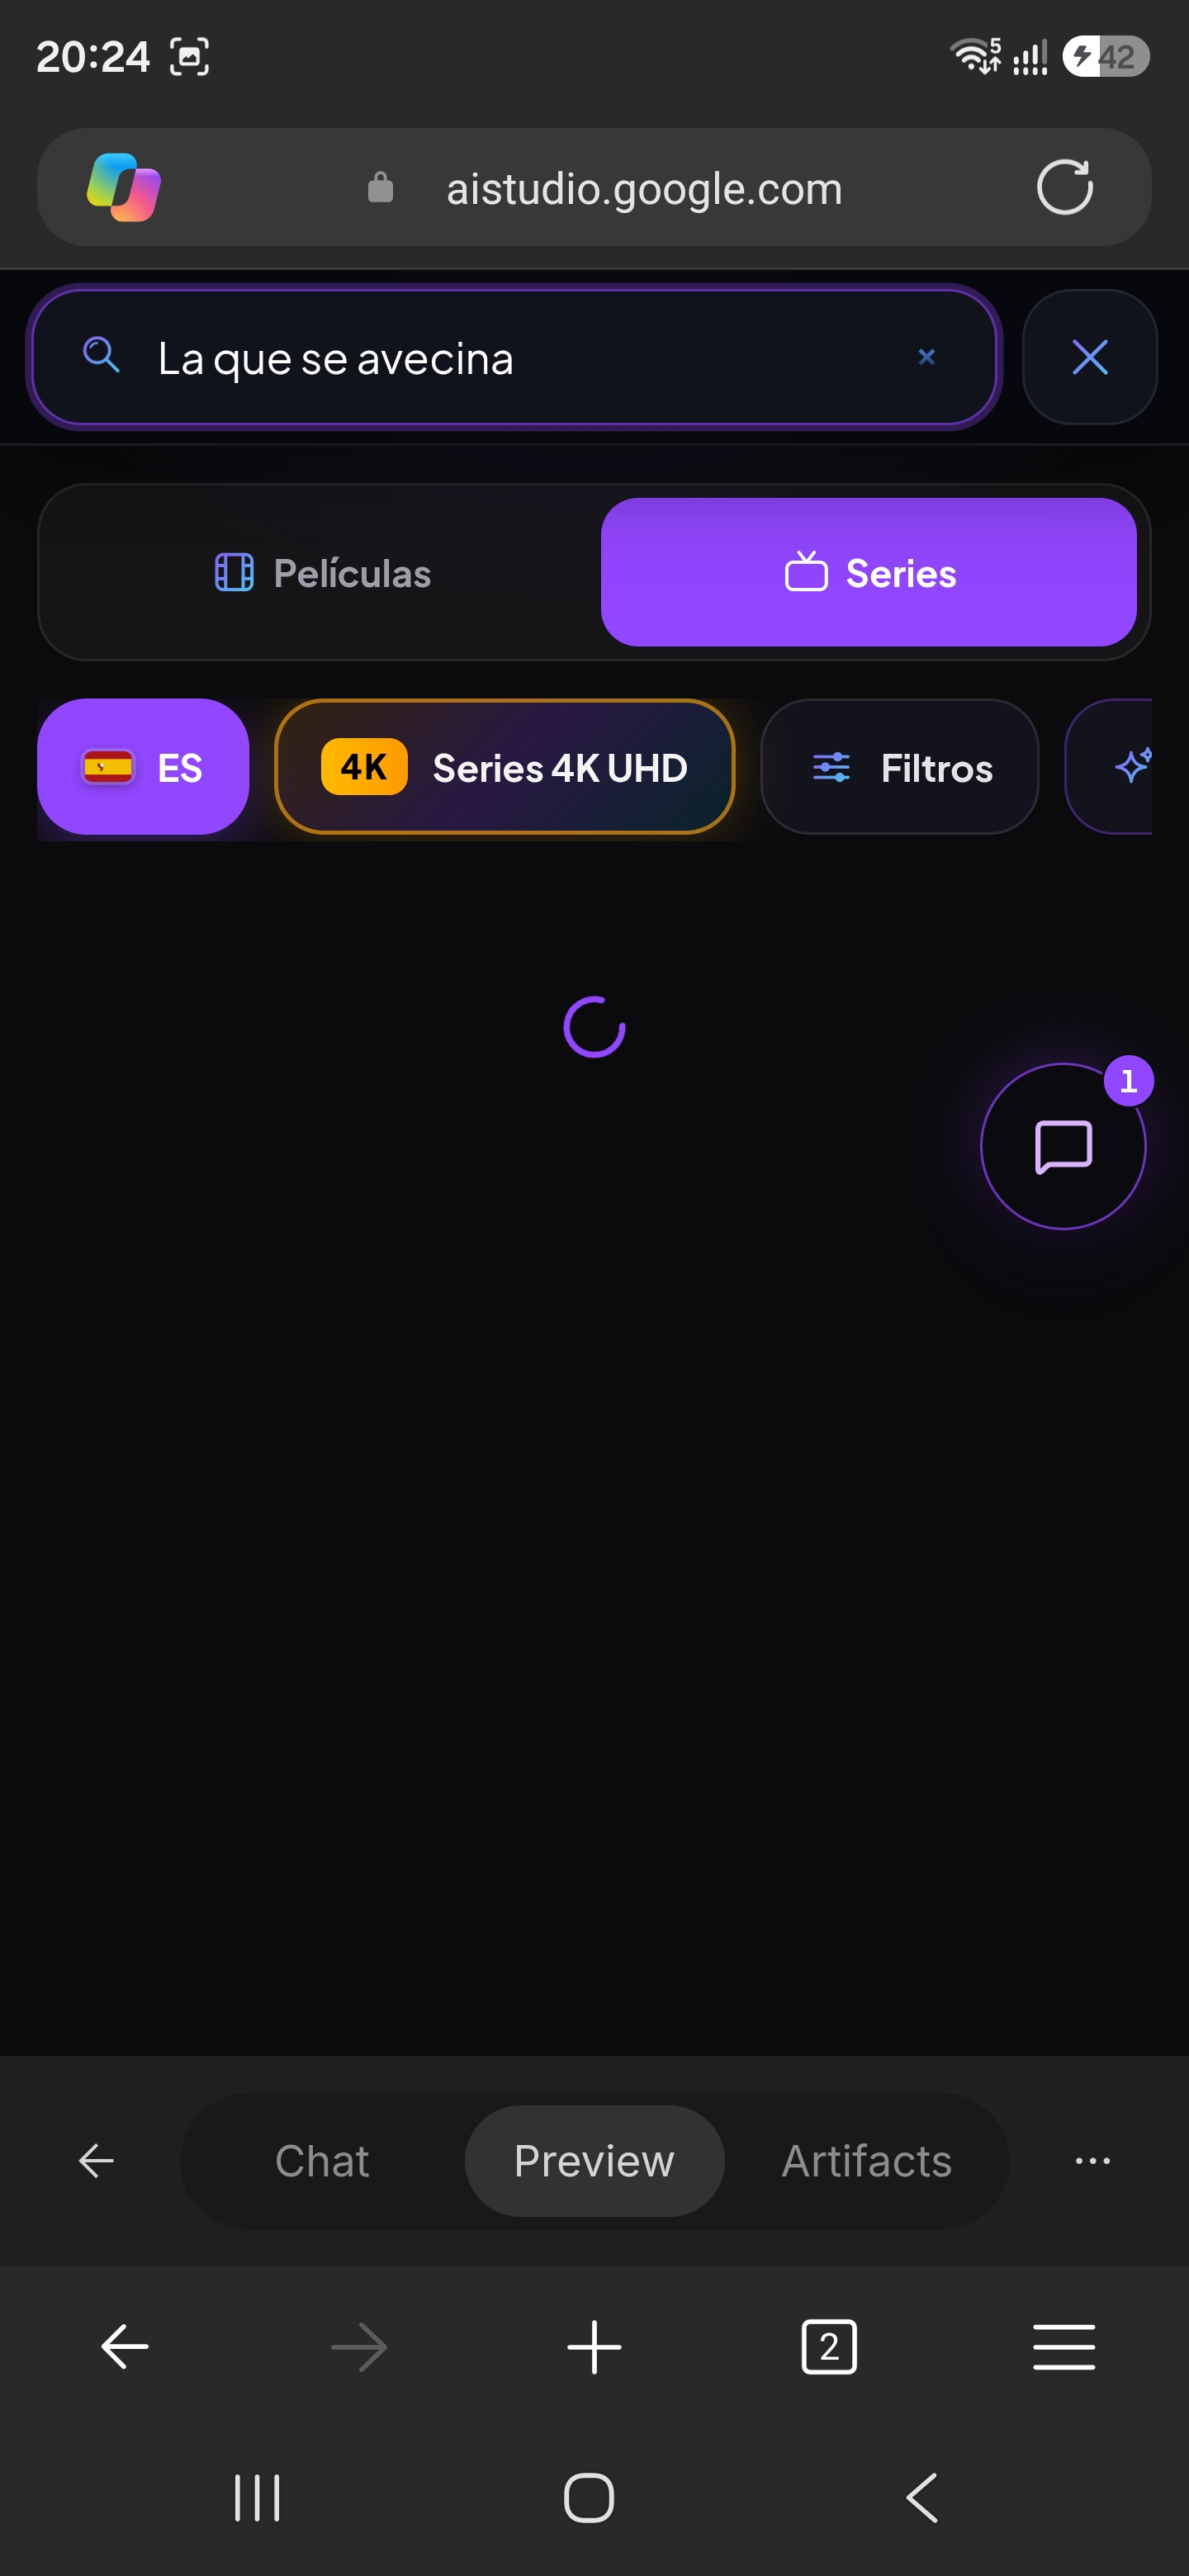 20:24
5
42
aistudio.google.com
La que se avecina
Películas
Series
ES
4K Series 4K UHD
Filtros
1
Chat
Preview
Artifacts
2